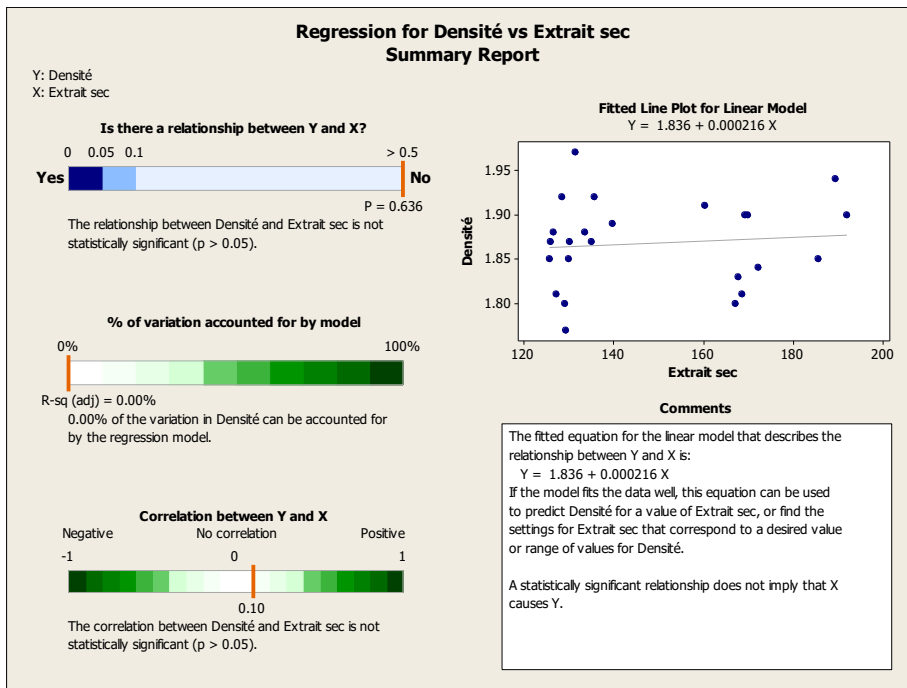 Regression for Densité vs Extrait sec
Summary Report
Y: Densité
X: Extrait sec
Is there a relationship between Y and X?
0 0.05 0.1 > 0.5
Yes No
P = 0.636
The relationship between Densité and Extrait sec is not
statistically significant (p > 0.05).
% of variation accounted for by model
0% 100%
R-sq (adj) = 0.00%
0.00% of the variation in Densité can be accounted for
by the regression model.
Correlation between Y and X
Negative No correlation Positive
-1 0 1
0.10
The correlation between Densité and Extrait sec is not
statistically significant (p > 0.05).
Fitted Line Plot for Linear Model
Y = 1.836 + 0.000216 X
1.95
1.90
1.85
1.80
Densité
120 140 160 180 200
Extrait sec
Comments
The fitted equation for the linear model that describes the
relationship between Y and X is:
Y = 1.836 + 0.000216 X
If the model fits the data well, this equation can be used
to predict Densité for a value of Extrait sec, or find the
settings for Extrait sec that correspond to a desired value
or range of values for Densité.
A statistically significant relationship does not imply that X
causes Y.